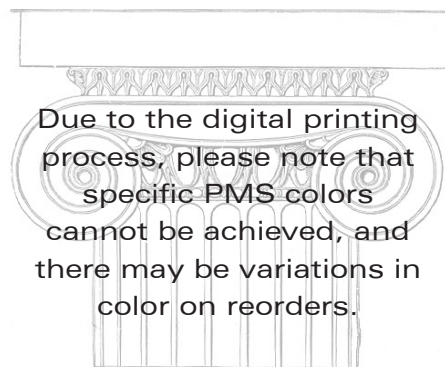 Due to the digital printing
process, please note that
specific PMS colors
cannot be achieved, and
there may be variations in
color on reorders.